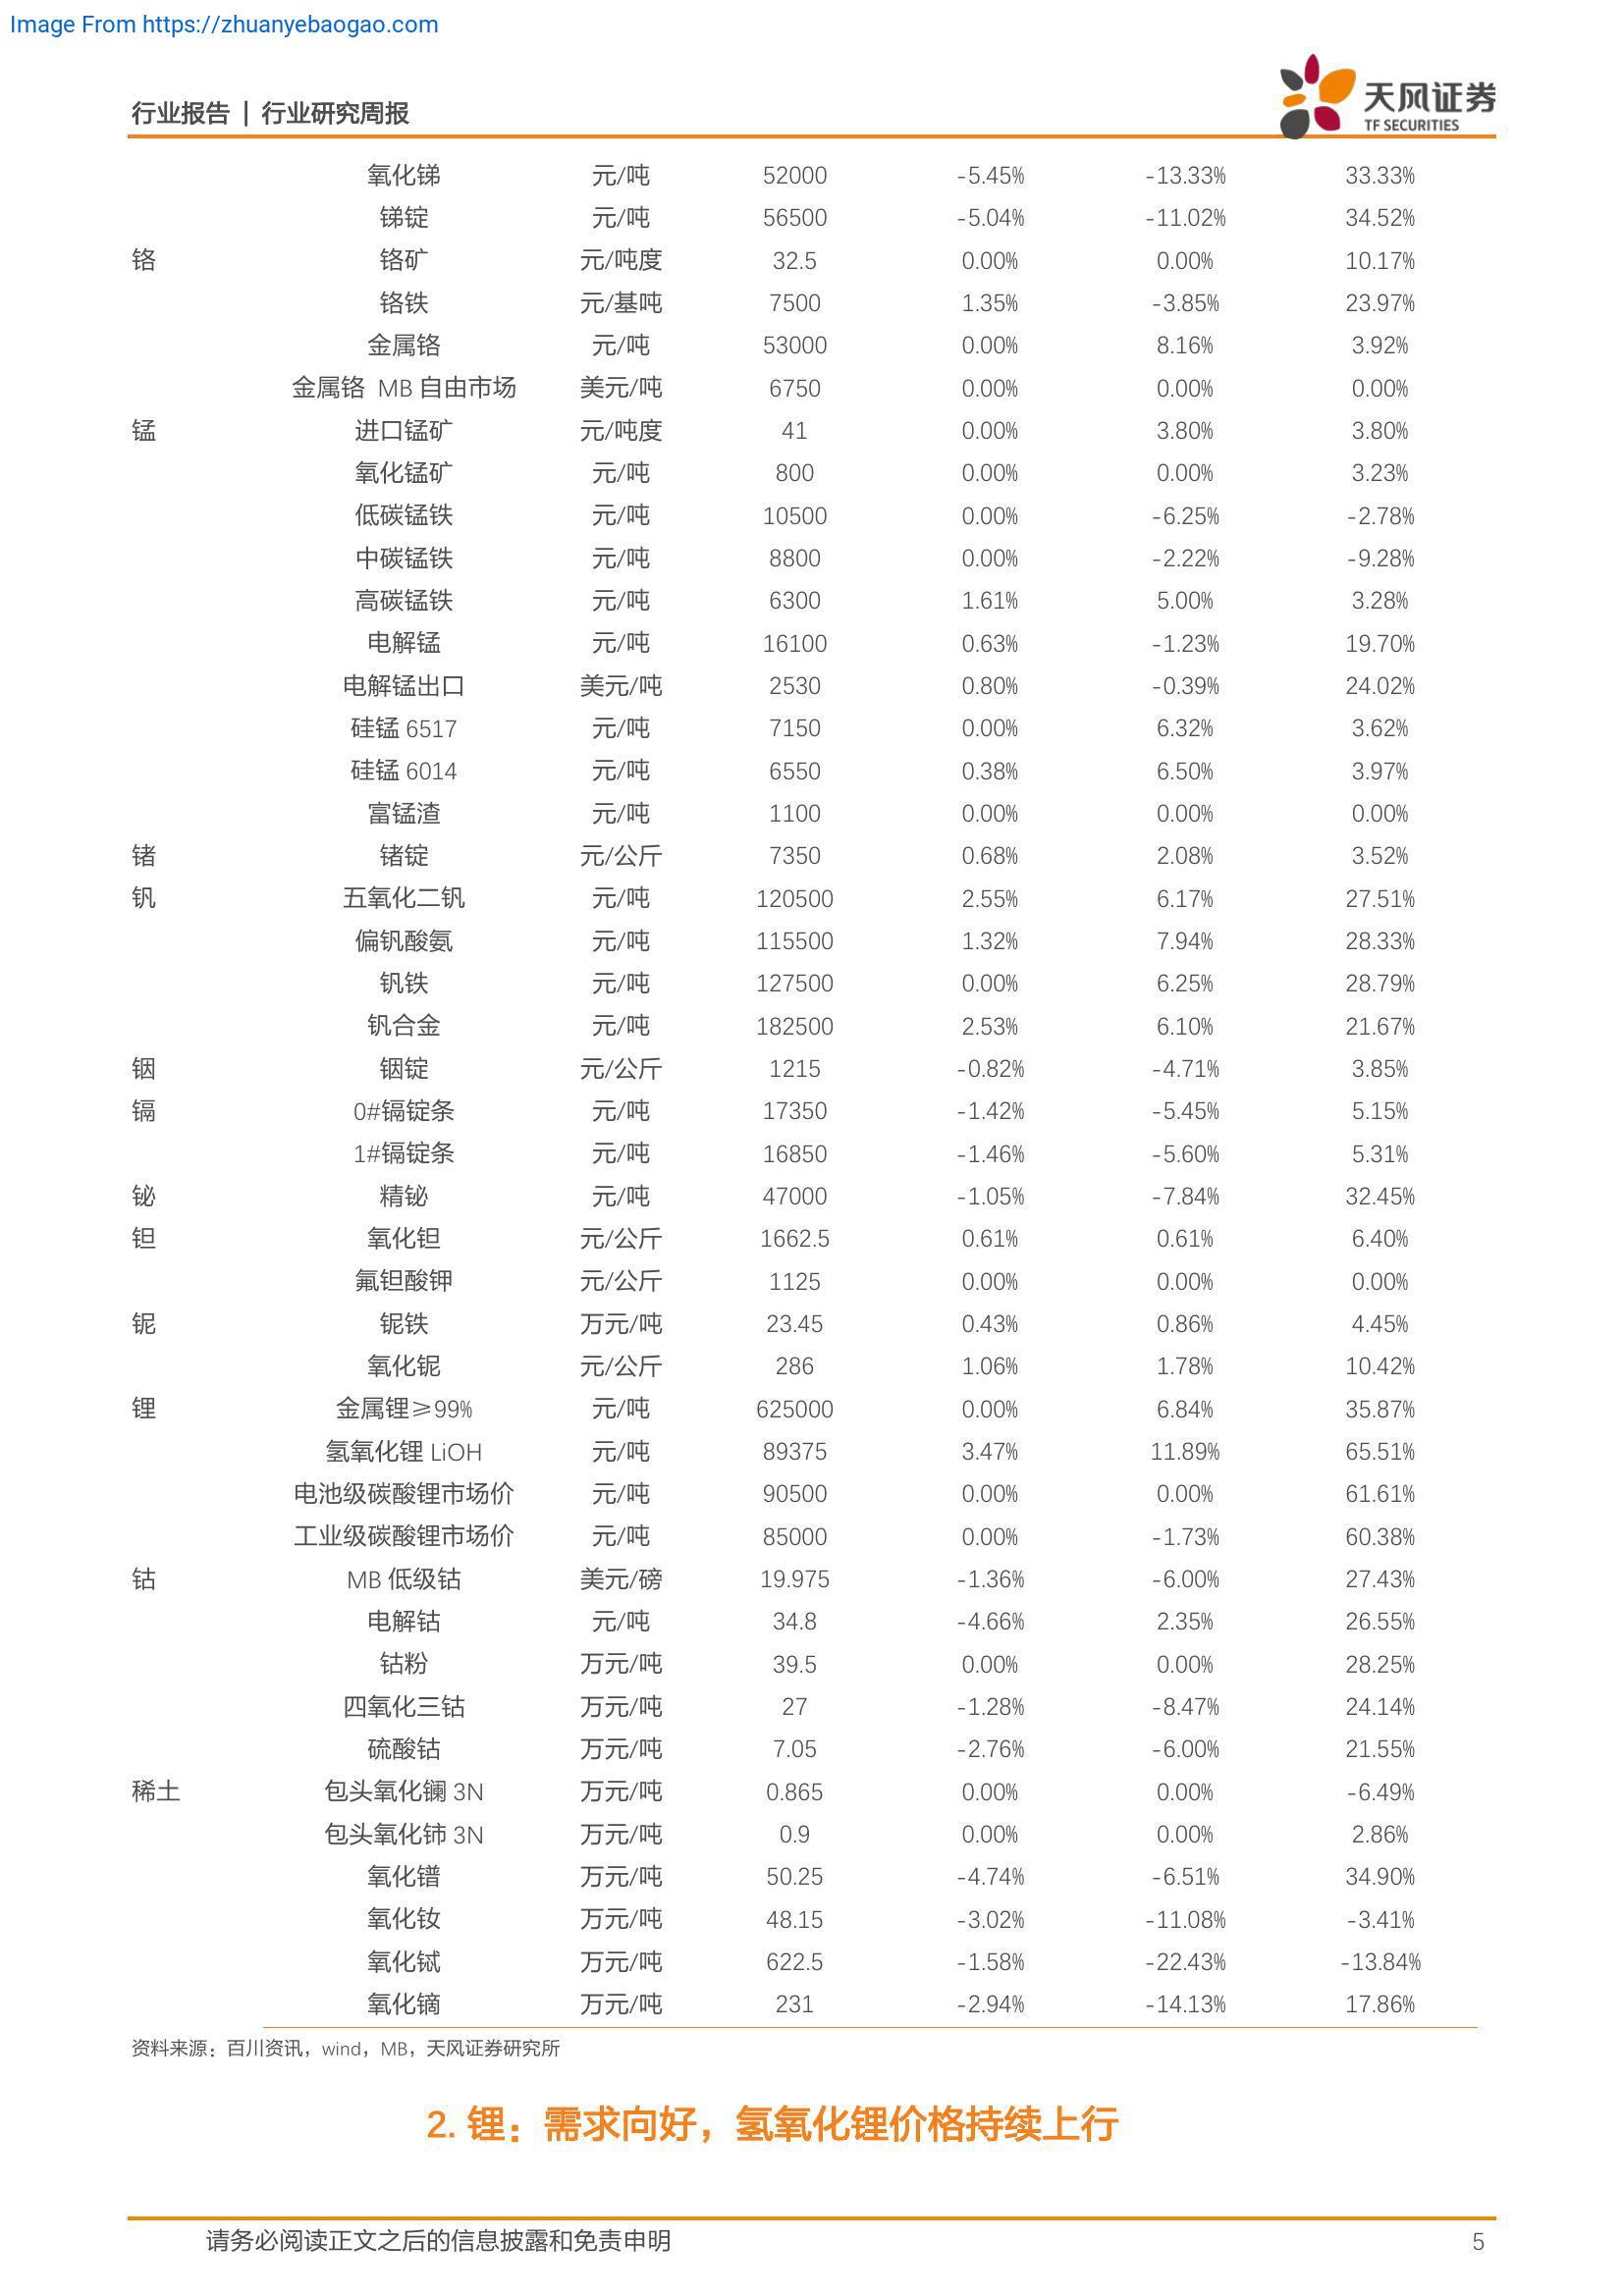 Image From https://zhuanyebaogao.com
行业报告 | 行业研究周报
天风证券
TF SECURITIES
氧化锑 元/吨 52000 -5.45% -13.33% 33.33%
锑锭 元/吨 56500 -5.04% -11.02% 34.52%
铬 铬矿 元/吨度 32.5 0.00% 0.00% 10.17%
铬铁 元/基吨 7500 1.35% -3.85% 23.97%
金属铬 元/吨 53000 0.00% 8.16% 3.92%
金属铬 MB 自由市场 美元/吨 6750 0.00% 0.00% 0.00%
锰 进口锰矿 元/吨度 41 0.00% 3.80% 3.80%
氧化锰矿 元/吨 800 0.00% 0.00% 3.23%
低碳锰铁 元/吨 10500 0.00% -6.25% -2.78%
中碳锰铁 元/吨 8800 0.00% -2.22% -9.28%
高碳锰铁 元/吨 6300 1.61% 5.00% 3.28%
电解锰 元/吨 16100 0.63% -1.23% 19.70%
电解锰出口 美元/吨 2530 0.80% -0.39% 24.02%
硅锰 6517 元/吨 7150 0.00% 6.32% 3.62%
硅锰 6014 元/吨 6550 0.38% 6.50% 3.97%
富锰渣 元/吨 1100 0.00% 0.00% 0.00%
锗 锗锭 元/公斤 7350 0.68% 2.08% 3.52%
钒 五氧化二钒 元/吨 120500 2.55% 6.17% 27.51%
偏钒酸氨 元/吨 115500 1.32% 7.94% 28.33%
钒铁 元/吨 127500 0.00% 6.25% 28.79%
钒合金 元/吨 182500 2.53% 6.10% 21.67%
铟 铟锭 元/公斤 1215 -0.82% -4.71% 3.85%
镉 0#镉锭条 元/吨 17350 -1.42% -5.45% 5.15%
1#镉锭条 元/吨 16850 -1.46% -5.60% 5.31%
铋 精铋 元/吨 47000 -1.05% -7.84% 32.45%
钽 氧化钽 元/公斤 1662.5 0.61% 0.61% 6.40%
氟钽酸钾 元/公斤 1125 0.00% 0.00% 0.00%
铌 铌铁 万元/吨 23.45 0.43% 0.86% 4.45%
氧化铌 元/公斤 286 1.06% 1.78% 10.42%
锂 金属锂≥99% 元/吨 625000 0.00% 6.84% 35.87%
氢氧化锂 LiOH 元/吨 89375 3.47% 11.89% 65.51%
电池级碳酸锂市场价 元/吨 90500 0.00% 0.00% 61.61%
工业级碳酸锂市场价 元/吨 85000 0.00% -1.73% 60.38%
钴 MB 低级钴 美元/磅 19.975 -1.36% -6.00% 27.43%
电解钴 元/吨 34.8 -4.66% 2.35% 26.55%
钴粉 万元/吨 39.5 0.00% 0.00% 28.25%
四氧化三钴 万元/吨 27 -1.28% -8.47% 24.14%
硫酸钴 万元/吨 7.05 -2.76% -6.00% 21.55%
稀土 包头氧化镧 3N 万元/吨 0.865 0.00% 0.00% -6.49%
包头氧化铈 3N 万元/吨 0.9 0.00% 0.00% 2.86%
氧化镨 万元/吨 50.25 -4.74% -6.51% 34.90%
氧化钕 万元/吨 48.15 -3.02% -11.08% -3.41%
氧化铽 万元/吨 622.5 -1.58% -22.43% -13.84%
氧化镝 万元/吨 231 -2.94% -14.13% 17.86%
资料来源：百川资讯，wind，MB，天风证券研究所
2. 锂：需求向好，氢氧化锂价格持续上行
请务必阅读正文之后的信息披露和免责申明 5